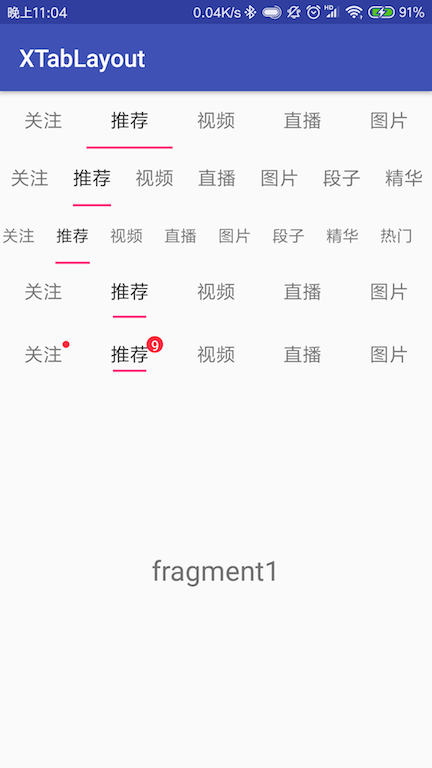 晚上11:04 0.04K/s HD 91%
XTabLayout
关注 推荐 视频 直播 图片
关注 推荐 视频 直播 图片 段子 精华
关注 推荐 视频 直播 图片 段子 精华 热门
关注 推荐 视频 直播 图片
关注 推荐 9 视频 直播 图片
fragment1